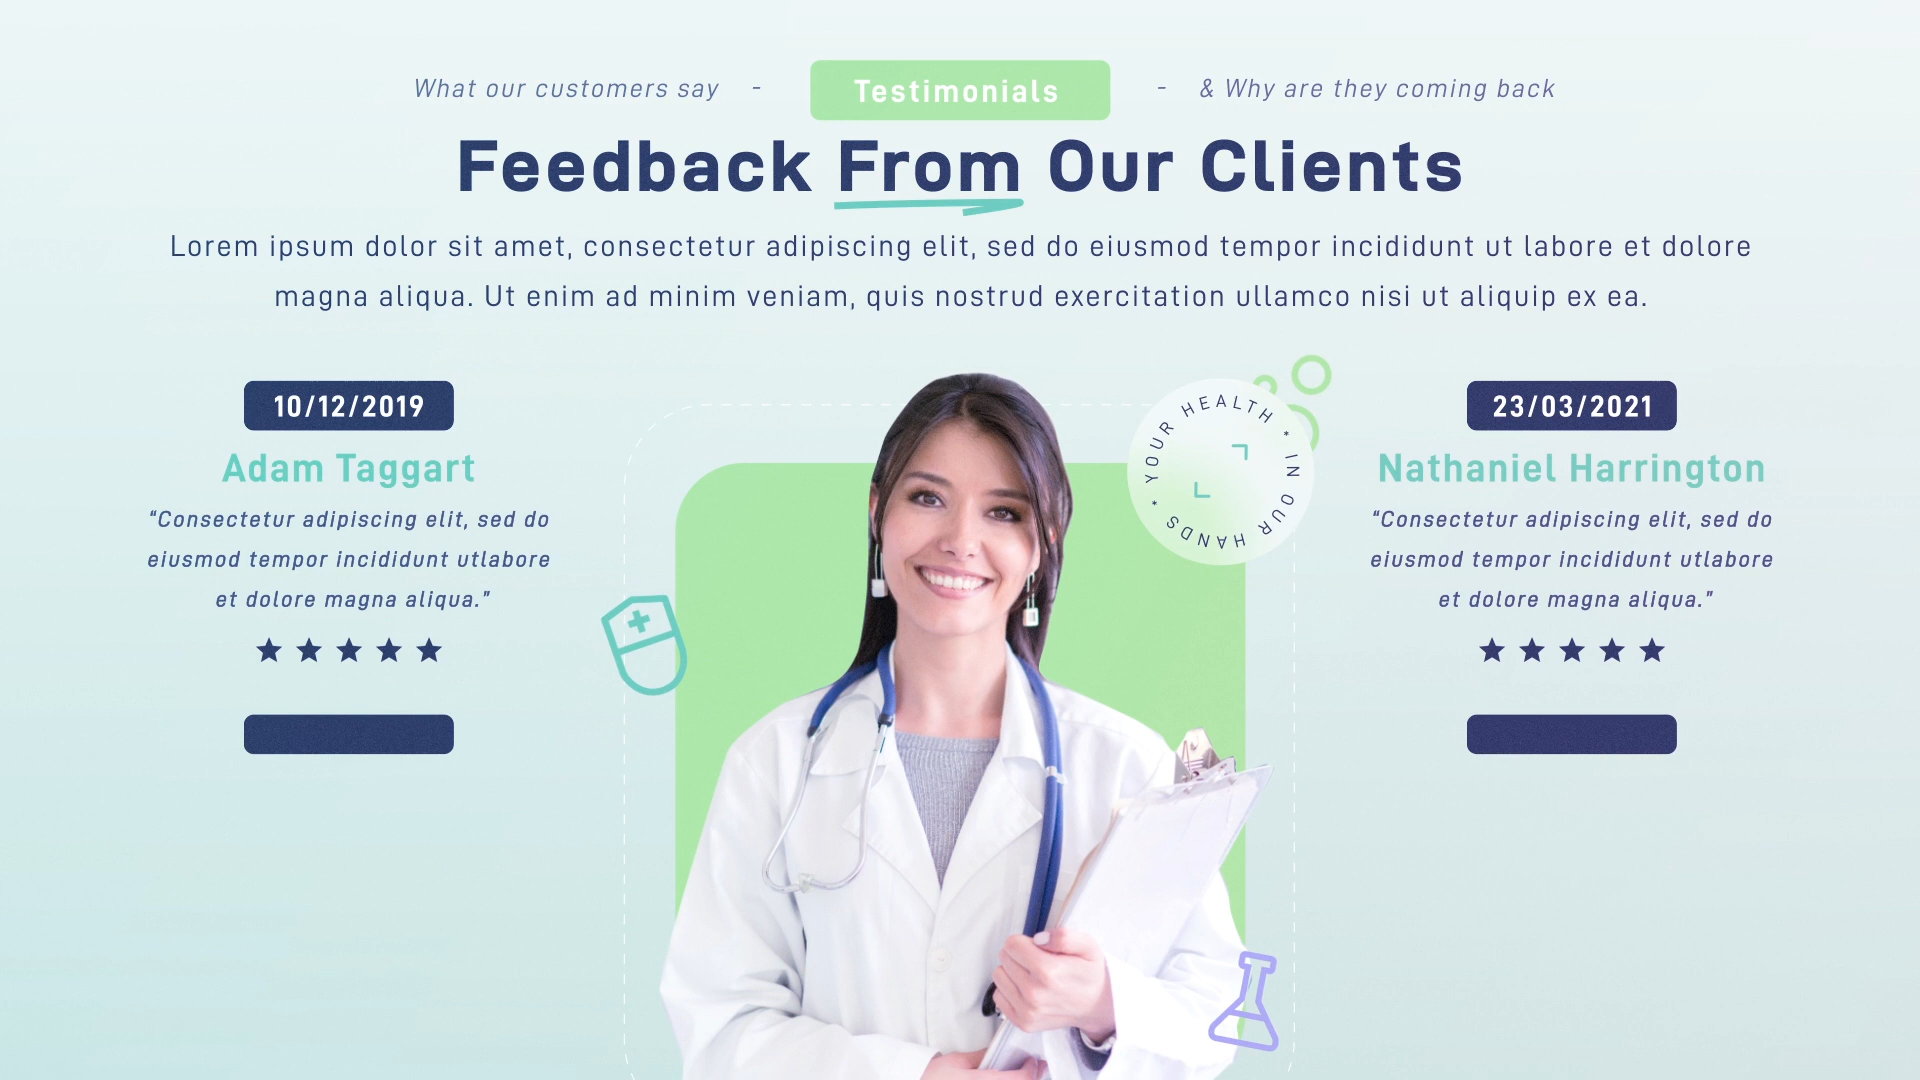 What our customers say - Testimonials - & Why are they coming back
Feedback From Our Clients
Lorem ipsum dolor sit amet, consectetur adipiscing elit, sed do eiusmod tempor incididunt ut labore et dolore
magna aliqua. Ut enim ad minim veniam, quis nostrud exercitation ullamco nisi ut aliquip ex ea.
10/12/2019
Adam Taggart
“Consectetur adipiscing elit, sed do
eiusmod tempor incididunt utlabore
et dolore magna aliqua.”
YOUR HEALTH * IN OUR HANDS *
23/03/2021
Nathaniel Harrington
“Consectetur adipiscing elit, sed do
eiusmod tempor incididunt utlabore
et dolore magna aliqua.”